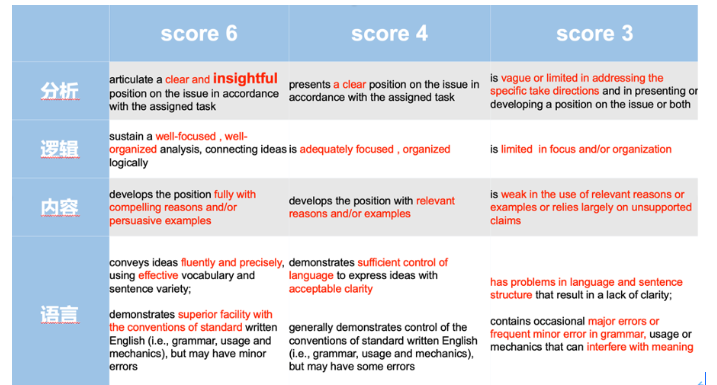 score 6 score 4 score 3
分析
articulate a clear and insightful
position on the issue in accordance
with the assigned task
presents a clear position on the issue in
accordance with the assigned task
is vague or limited in addressing the
specific take directions and in presenting or
developing a position on the issue or both
逻辑
sustain a well-focused , well-
organized analysis, connecting ideas
logically
is adequately focused , organized
is limited in focus and/or organization
内容
develops the position fully with
compelling reasons and/or
persuasive examples
develops the position with relevant
reasons and/or examples
is weak in the use of relevant reasons or
examples or relies largely on unsupported
claims
语言
conveys ideas fluently and precisely,
using effective vocabulary and
sentence variety;
demonstrates superior facility with
the conventions of standard written
English (i.e., grammar, usage and
mechanics), but may have minor
errors
demonstrates sufficient control of
language to express ideas with
acceptable clarity
generally demonstrates control of the
conventions of standard written
English (i.e., grammar, usage and
mechanics), but may have some errors
has problems in language and sentence
structure that result in a lack of clarity;
contains occasional major errors or
frequent minor error in grammar, usage or
mechanics that can interfere with meaning